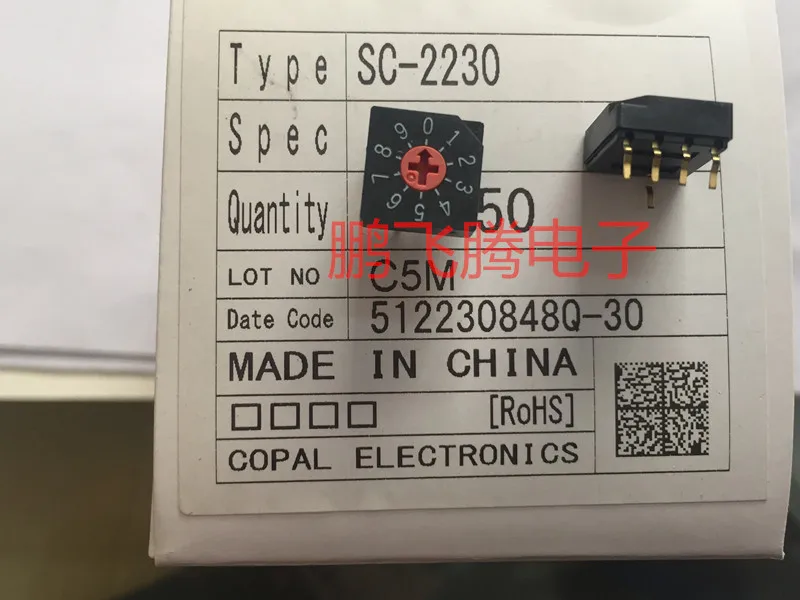 Type SC-2230
Spec
0 1 2 3 4 5 6 7 8 9
Quantity 50
鹏飞腾电子
LOT NO C5M
Date Code 512230848Q-30
MADE IN CHINA
□□□□ [RoHS]
COPAL ELECTRONICS